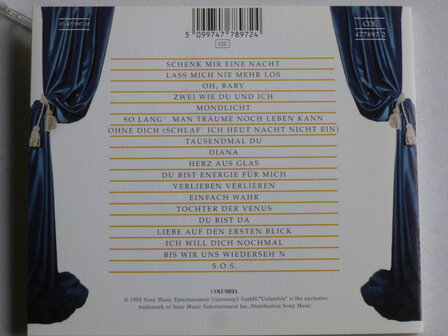 5 099747 789724
CDC
COL
477897 2
SCHENK MIR EINE NACHT
LASS MICH NIE MEHR LOS
OH, BABY
ZWEI WIE DU UND ICH
MONDLICHT
SO LANG' MAN TRÄUME NOCH LEBEN KANN
OHNE DICH (SCHLAF' ICH HEUT NACHT NICHT EIN)
TAUSENDMAL DU
DIANA
HERZ AUS GLAS
DU BIST ENERGIE FÜR MICH
VERLIEBEN VERLIEREN
EINFACH WAHR
TOCHTER DER VENUS
DU BIST DA
LIEBE AUF DEN ERSTEN BLICK
ICH WILL DICH NOCHMAL
BIS WIR UNS WIEDERSEH'N
S.O.S.
COLUMBIA
© 1994 Sony Music Entertainment (Germany) GmbH/"Columbia" is the exclusive
trademark of Sony Music Entertainment Inc./Distribution Sony Music